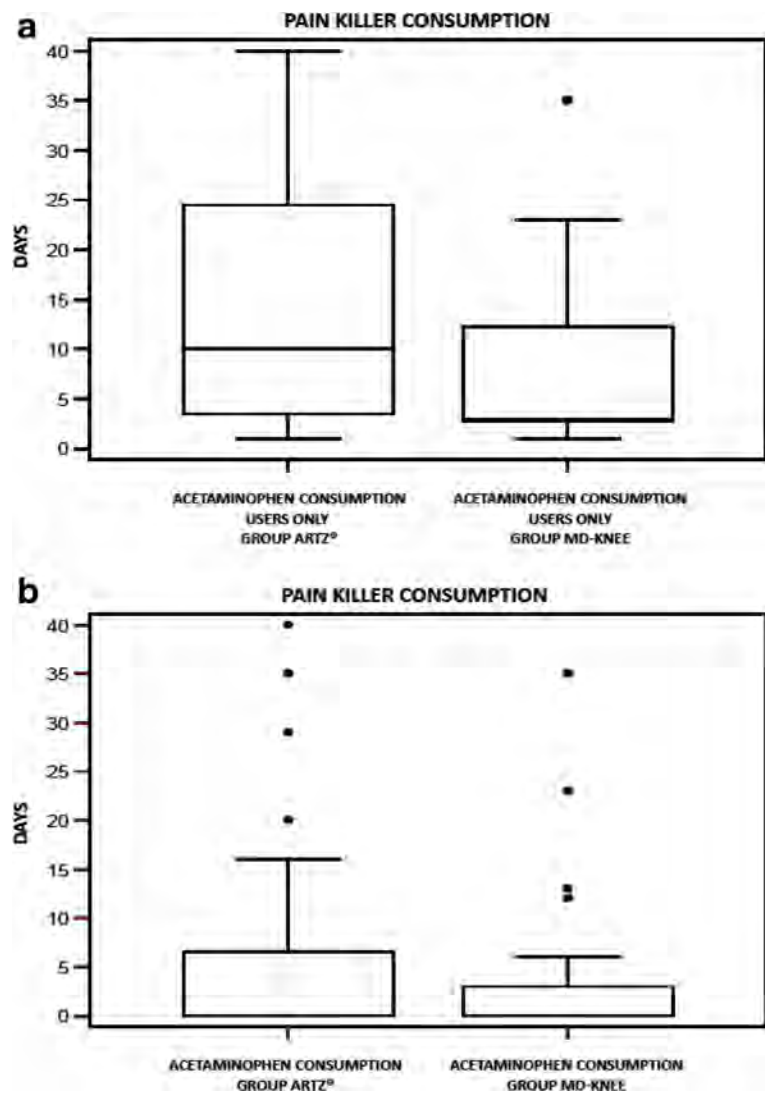 a
PAIN KILLER CONSUMPTION
40
35
30
25
20
15
10
5
0
DAYS
ACETAMINOPHEN CONSUMPTION
USERS ONLY
GROUP ARTZ®
ACETAMINOPHEN CONSUMPTION
USERS ONLY
GROUP MD-KNEE
b
PAIN KILLER CONSUMPTION
40
35
30
25
20
15
10
5
0
DAYS
ACETAMINOPHEN CONSUMPTION
GROUP ARTZ®
ACETAMINOPHEN CONSUMPTION
GROUP MD-KNEE